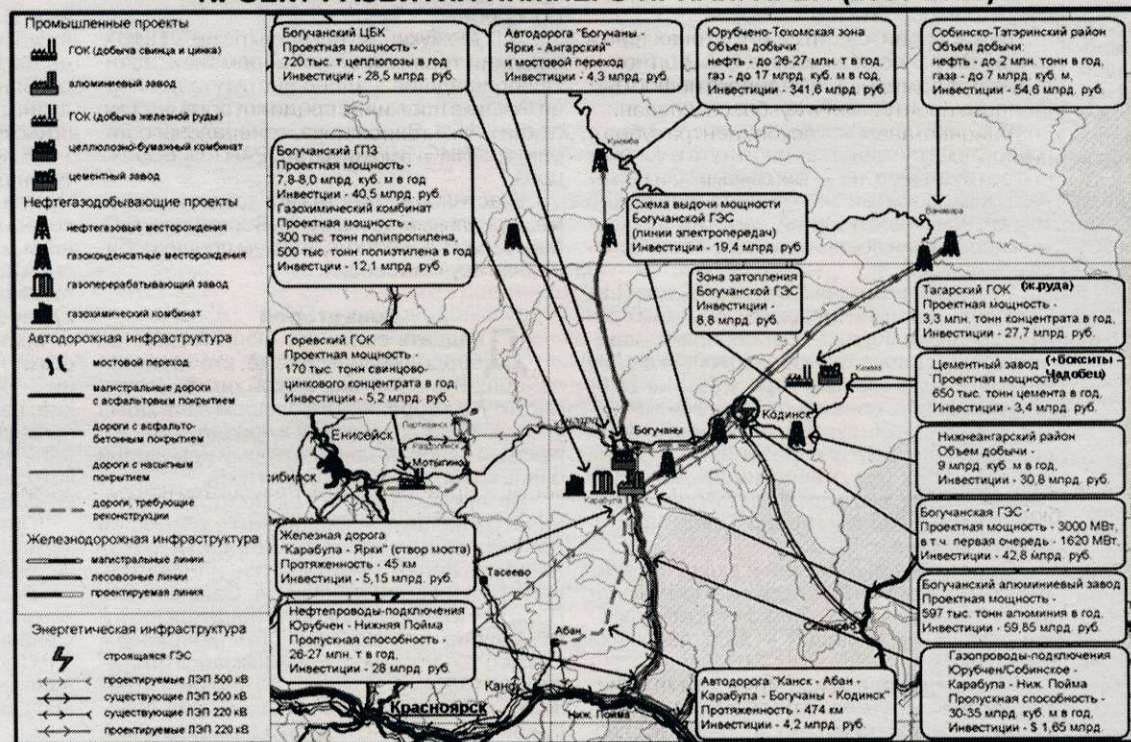 Промышленные проекты
ГОК (добыча свинца и цинка)
алюминиевый завод
ГОК (добыча железной руды)
целлюлозно-бумажный комбинат
цементный завод
Нефтегазодобывающие проекты
нефтегазовые месторождения
газоконденсатные месторождения
газоперерабатывающий завод
газохимический комбинат
Автодорожная инфраструктура
мостовой переход
магистральные дороги
с асфальтовым покрытием
дороги с асфальто-
бетонным покрытием
дороги с насыпным
покрытием
дороги, требующие
реконструкции
Железнодорожная инфраструктура
магистральные линии
лесовозные линии
проектируемая линия
Энергетическая инфраструктура
строящаяся ГЭС
проектируемые ЛЭП 500 кВ
существующие ЛЭП 500 кВ
существующие ЛЭП 220 кВ
проектируемые ЛЭП 220 кВ
Богучанский ЦБК
Проектная мощность -
720 тыс. т целлюлозы в год
Инвестиции - 28,5 млрд. руб.
Автодорога "Богучаны -
Ярки - Ангарский"
и мостовой переход
Инвестиции - 4,3 млрд. руб.
Юрубчено-Тохомская зона
Объем добычи
нефть - до 26-27 млн. т в год,
газ - до 17 млрд. куб. м в год,
Инвестиции - 341,6 млрд. руб.
Собинско-Тэтэринский район
Объем добычи:
нефть - до 2 млн. тонн в год,
газа - до 7 млрд. куб. м,
Инвестиции - 54,6 млрд. руб.
Богучанский ГПЗ
Проектная мощность -
7,8-8,0 млрд. куб. м в год
Инвестиции - 40,5 млрд. руб.
Газохимический комбинат
Проектная мощность -
300 тыс. тонн полипропилена,
500 тыс. тонн полиэтилена в год
Инвестиции - 12,1 млрд. руб.
Куюмба
Схема выдочи мощности
Богучанской ГЭС
(линии электропередач)
Инвестиции - 19,4 млрд. руб
Ванавара
Зона затопления
Богучанской ГЭС
Инвестиции -
8,8 млрд. руб.
Тагарский ГОК (ж.руда)
Проектная мощность -
3,3 млн. тонн концентрата в год,
Инвестиции - 27,7 млрд. руб.
Горевский ГОК
Проектная мощность -
170 тыс. тонн свинцово-
цинкового концентрата в год,
Инвестиции - 5,2 млрд. руб.
Цементный завод (+бокситы
Чадобец)
Проектная мощность
650 тыс. тонн цемента в год,
Инвестиции - 3,4 млрд. руб.
Кежма
Кодинск
Богучаны
Енисейск
Мотыгино
Карабула
Нижнеангарский район
Объем добычи -
9 млрд. куб. м в год,
Инвестиции - 30,8 млрд. руб.
Богучанская ГЭС
Проектная мощность - 3000 МВт,
в т.ч. первая очередь - 1620 МВт,
Инвестиции - 42,8 млрд. руб.
Железная дорога
"Карабула - Ярки" (створ моста)
Протяженность - 45 км
Инвестиции - 5,15 млрд. руб.
Тасеево
Богучанский алюминиевый завод
Проектная мощность -
597 тыс. тонн алюминия в год,
Инвестиции - 59,85 млрд. руб.
Нефтепроводы-подключения
Юрубчен - Нижняя Пойма
Пропускная способность -
26-27 млн. т в год
Инвестиции - 28 млрд. руб.
Абан
Канск
Красноярск
Ниж. Пойма
Автодорога "Канск - Абан -
Карабула - Богучаны - Кодинск"
Протяженность - 474 км
Инвестиции - 4,2 млрд. руб.
Газопроводы-подключения
Юрубчен/Собинское -
Карабула - Ниж. Пойма
Пропускная способность -
30-35 млрд. куб. м в год.
Инвестиции - $ 1,65 млрд.